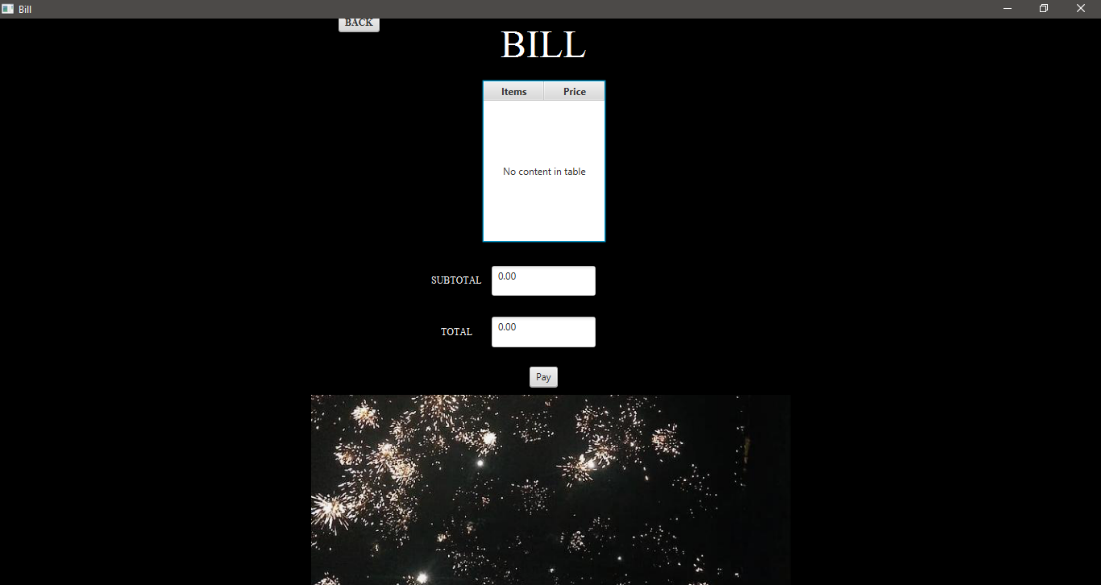 Bill
BACK
BILL
Items Price
No content in table
SUBTOTAL 0.00
TOTAL 0.00
Pay